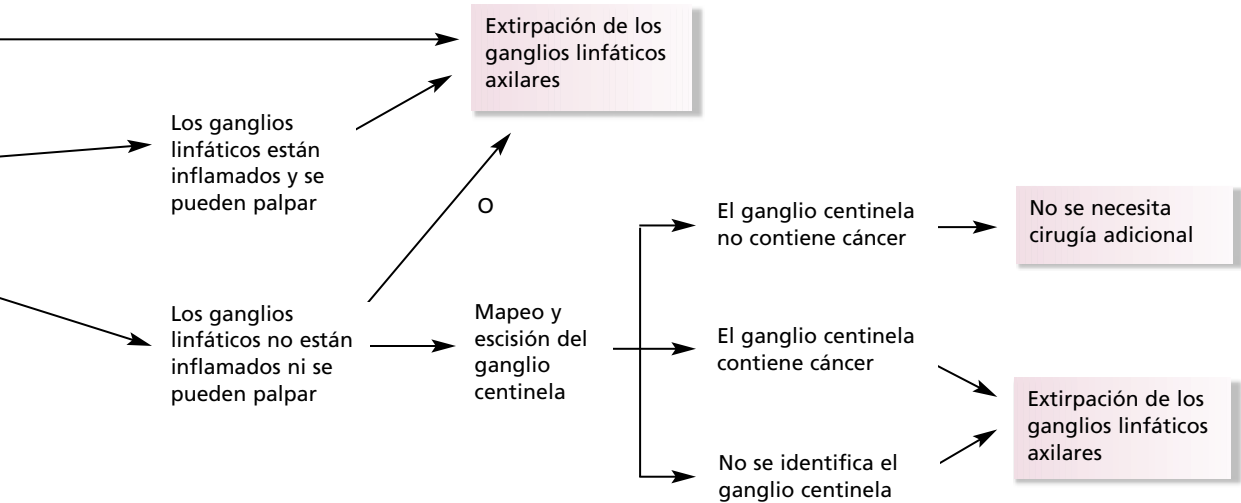 Extirpación de los
ganglios linfáticos
axilares
Los ganglios
linfáticos están
inflamados y se
pueden palpar
O
Los ganglios
linfáticos no están
inflamados ni se
pueden palpar
Mapeo y
escisión del
ganglio
centinela
El ganglio centinela
no contiene cáncer
No se necesita
cirugía adicional
El ganglio centinela
contiene cáncer
No se identifica el
ganglio centinela
Extirpación de los
ganglios linfáticos
axilares